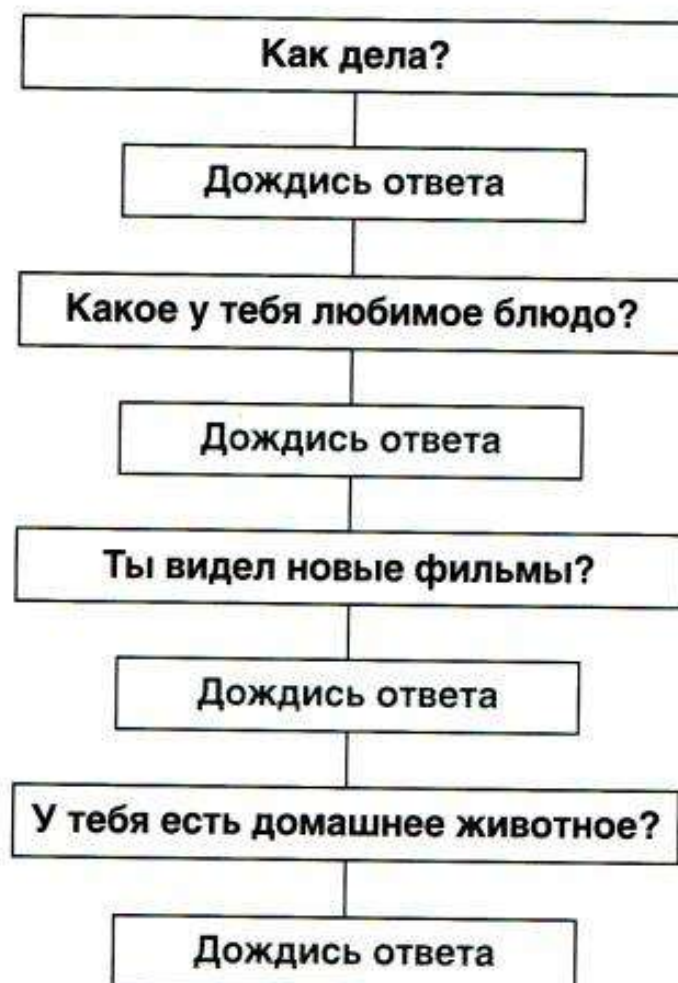 Как дела?
Дождись ответа
Какое у тебя любимое блюдо?
Дождись ответа
Ты видел новые фильмы?
Дождись ответа
У тебя есть домашнее животное?
Дождись ответа